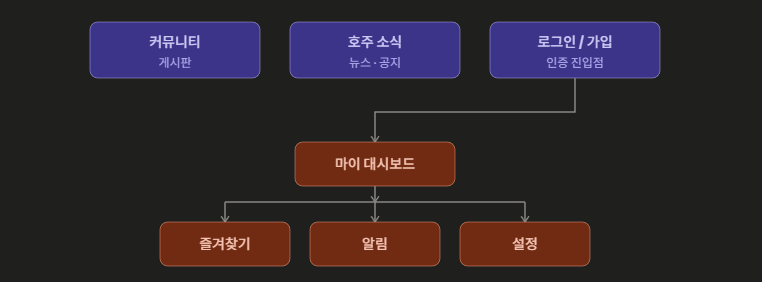 커뮤니티
게시판
호주 소식
뉴스 · 공지
로그인 / 가입
인증 진입점
마이 대시보드
즐겨찾기
알림
설정